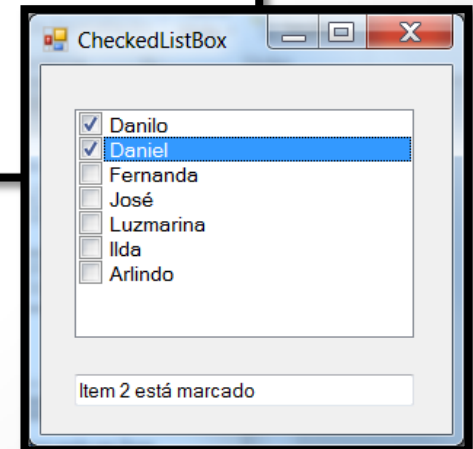 CheckedListBox
Danilo
Daniel
Fernanda
José
Luzmarina
Ilda
Arlindo
Item 2 está marcado